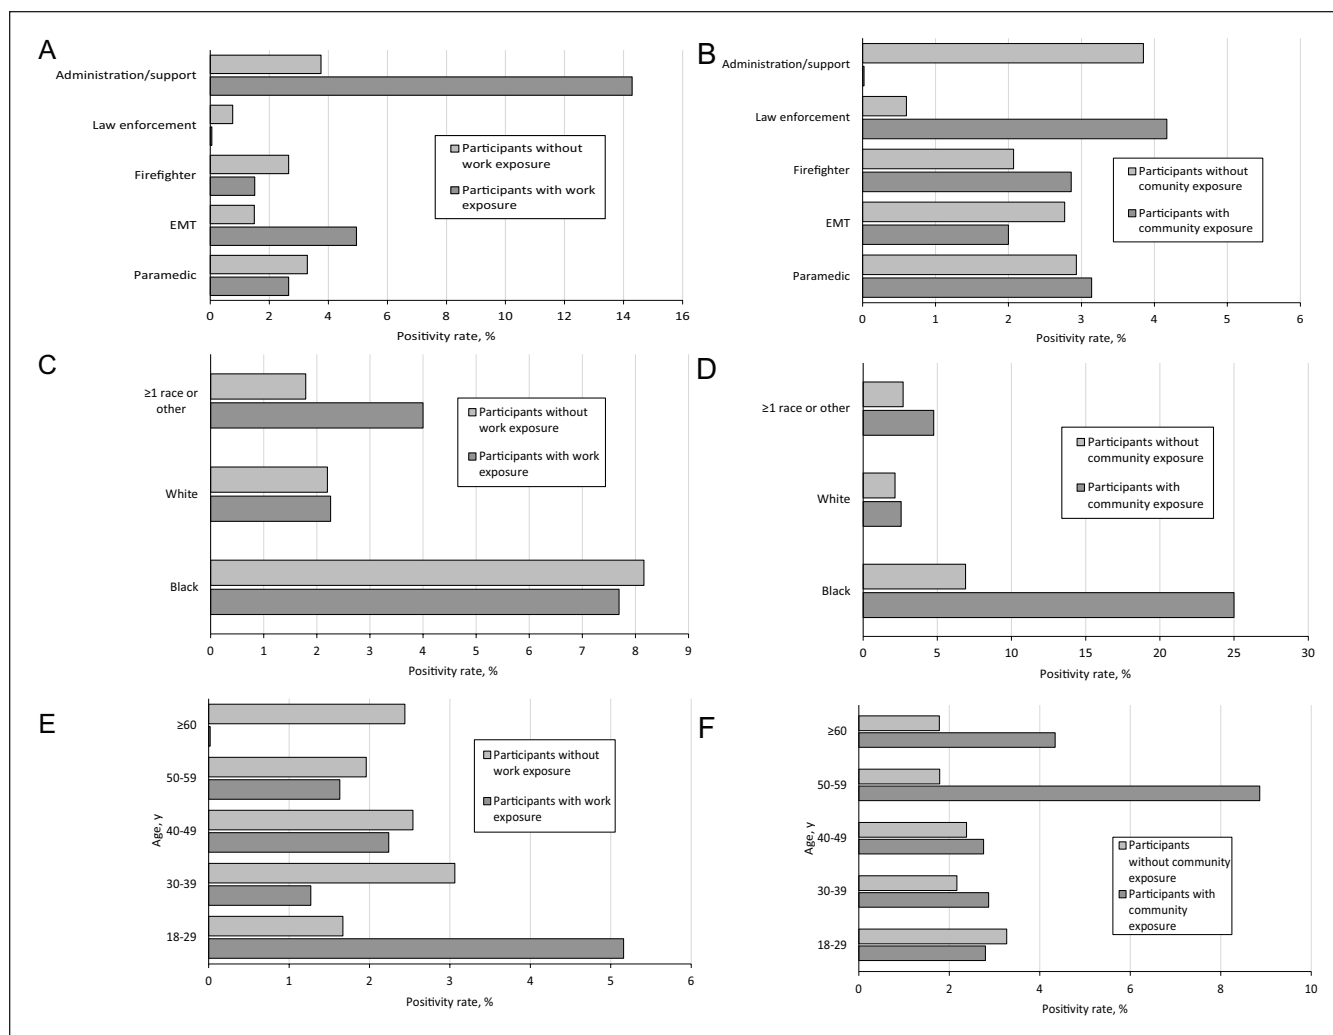 A
Administration/support
Law enforcement
Firefighter
EMT
Paramedic
Participants without
work exposure
Participants with work
exposure
0 2 4 6 8 10 12 14 16
Positivity rate, %
B
Administration/support
Law enforcement
Firefighter
EMT
Paramedic
Participants without
comunity exposure
Participants with
community exposure
0 1 2 3 4 5 6
Positivity rate, %
C
≥1 race or
other
White
Black
Participants without
work exposure
Participants with work
exposure
0 1 2 3 4 5 6 7 8 9
Positivity rate, %
D
≥1 race or other
White
Black
Participants without
community exposure
Participants with
community exposure
0 5 10 15 20 25 30
Positivity rate, %
E
Age, y
≥60
50-59
40-49
30-39
18-29
Participants without
work exposure
Participants with work
exposure
0 1 2 3 4 5 6
Positivity rate, %
F
Age, y
≥60
50-59
40-49
30-39
18-29
Participants
without community
exposure
Participants with
community
exposure
0 2 4 6 8 10
Positivity rate, %